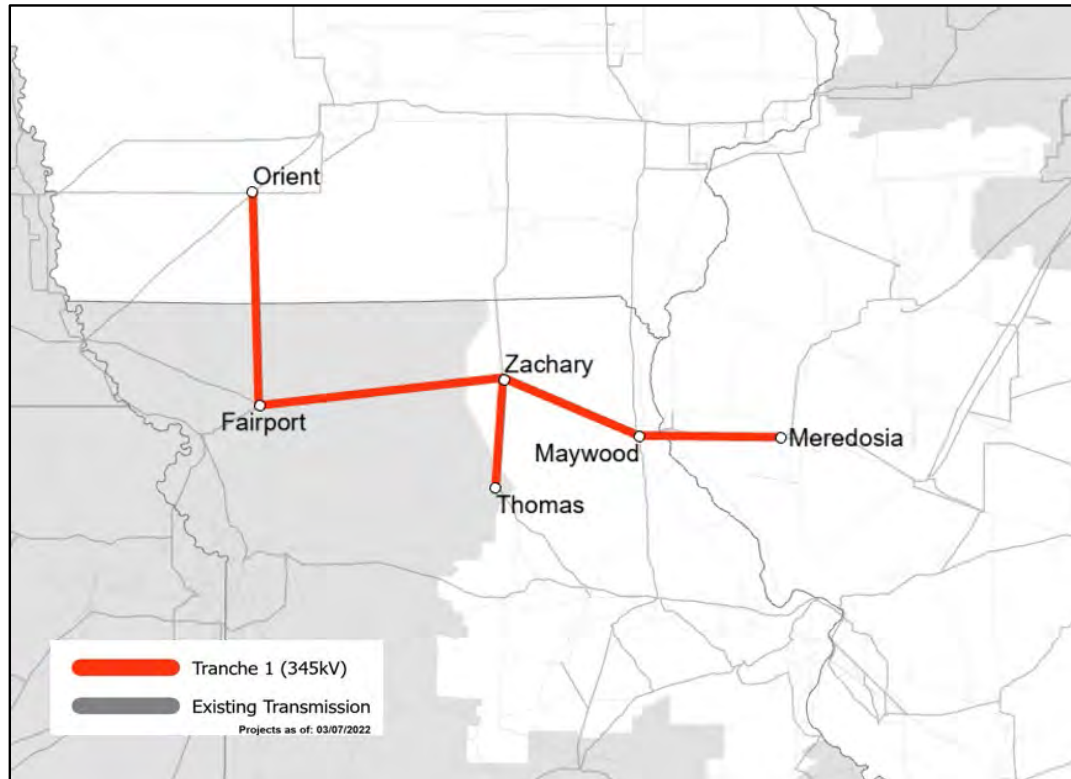 Orient
Zachary
Fairport
Maywood
Meredosia
Thomas
Tranche 1 (345kV)
Existing Transmission
Projects as of: 03/07/2022